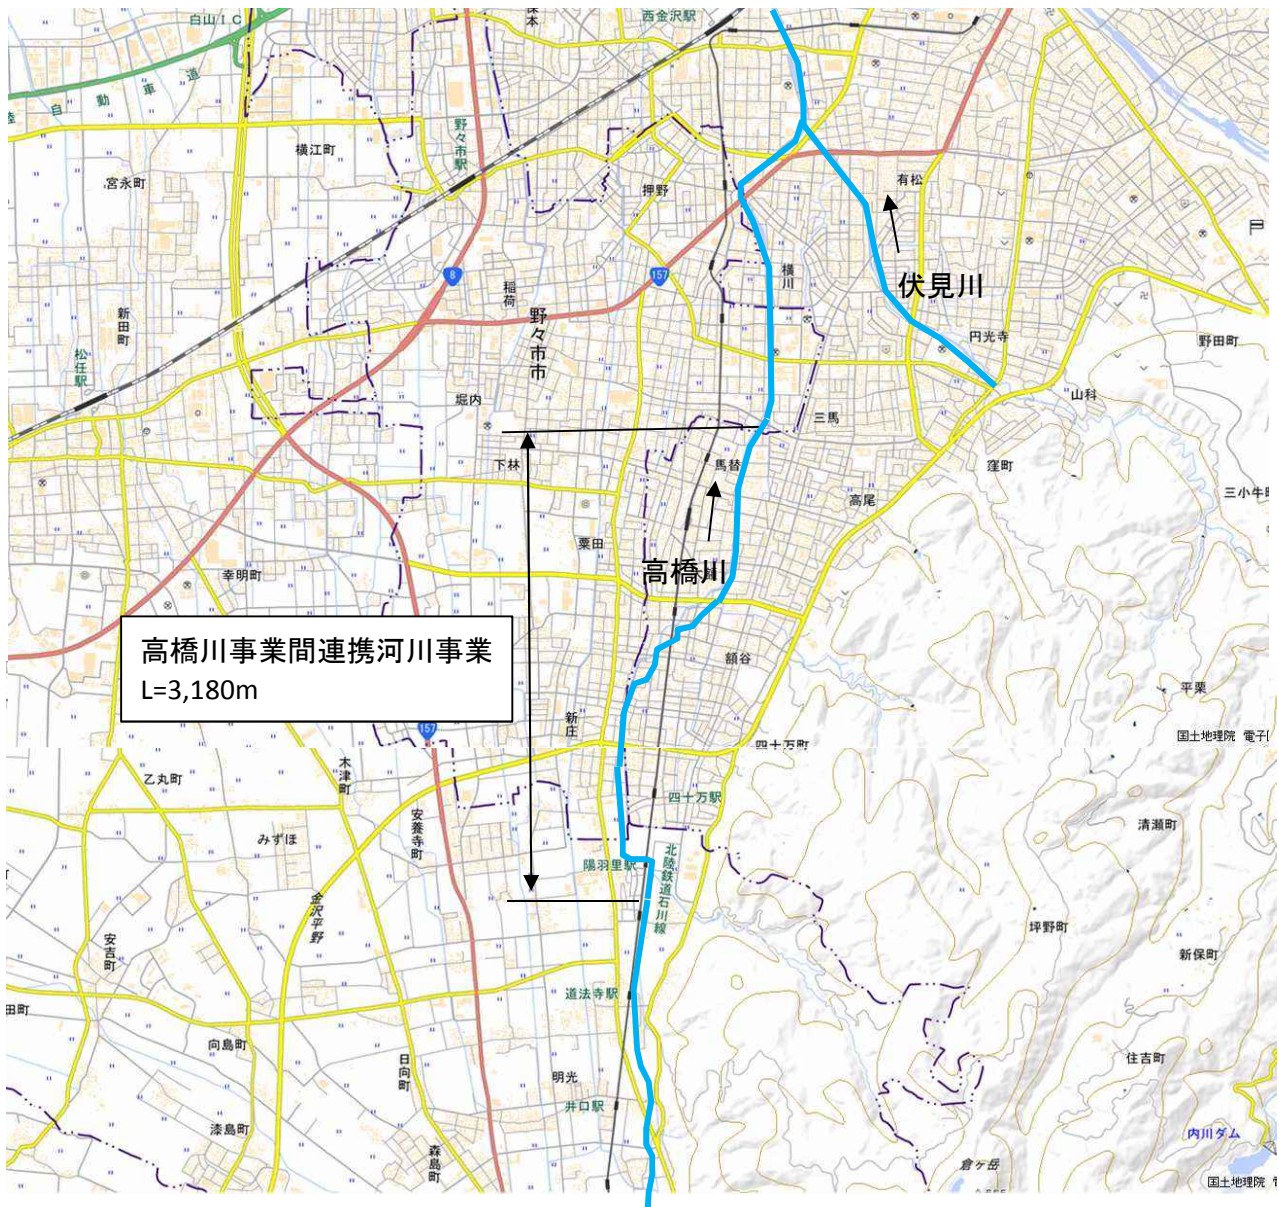 白山IC
西金沢駅
自動車道
野々市駅
横江町
宮永町
押野
有松
横川
伏見川
8
157
稲荷
野々市市
新田町
松任駅
円光寺
野田町
山科
堀内
三馬
下林
馬替
窪町
高尾
三小牛町
粟田
高橋川
幸明町
高橋川事業間連携河川事業
L=3,180m
額谷
平栗
新庄
157
国土地理院 電子
四十万町
乙丸町
木津町
四十万駅
安養寺町
清瀬町
みずほ
陽羽里駅
北陸鉄道石川線
金沢平野
坪野町
安吉町
新保町
道法寺駅
田町
向島町
日向町
明光
住吉町
井口駅
漆島町
内川ダム
森島町
倉ヶ岳
国土地理院